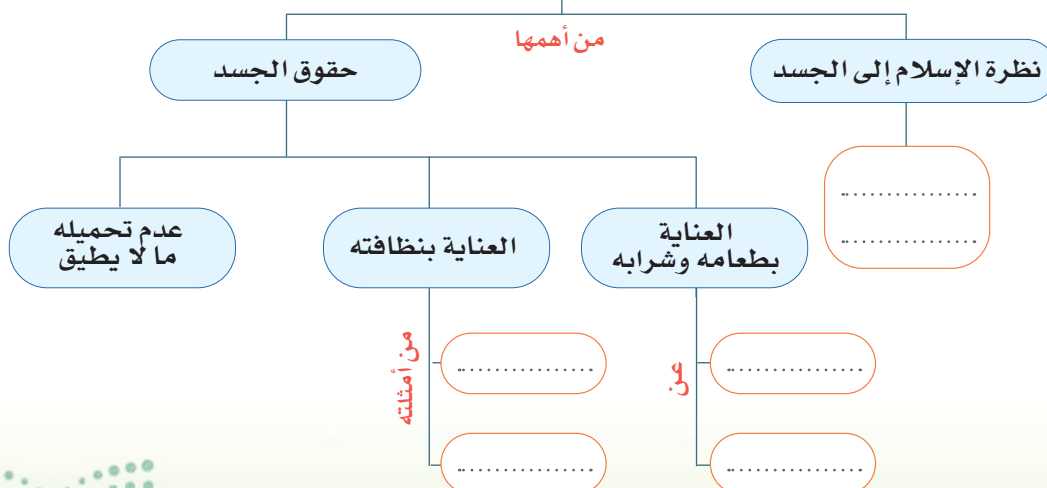 من أهمها
نظرة الإسلام إلى الجسد
حقوق الجسد
................
................
العناية
بطعامه وشرابه
العناية بنظافته
عدم تحميله
ما لا يطيق
عن
................
................
من أمثلته
................
................